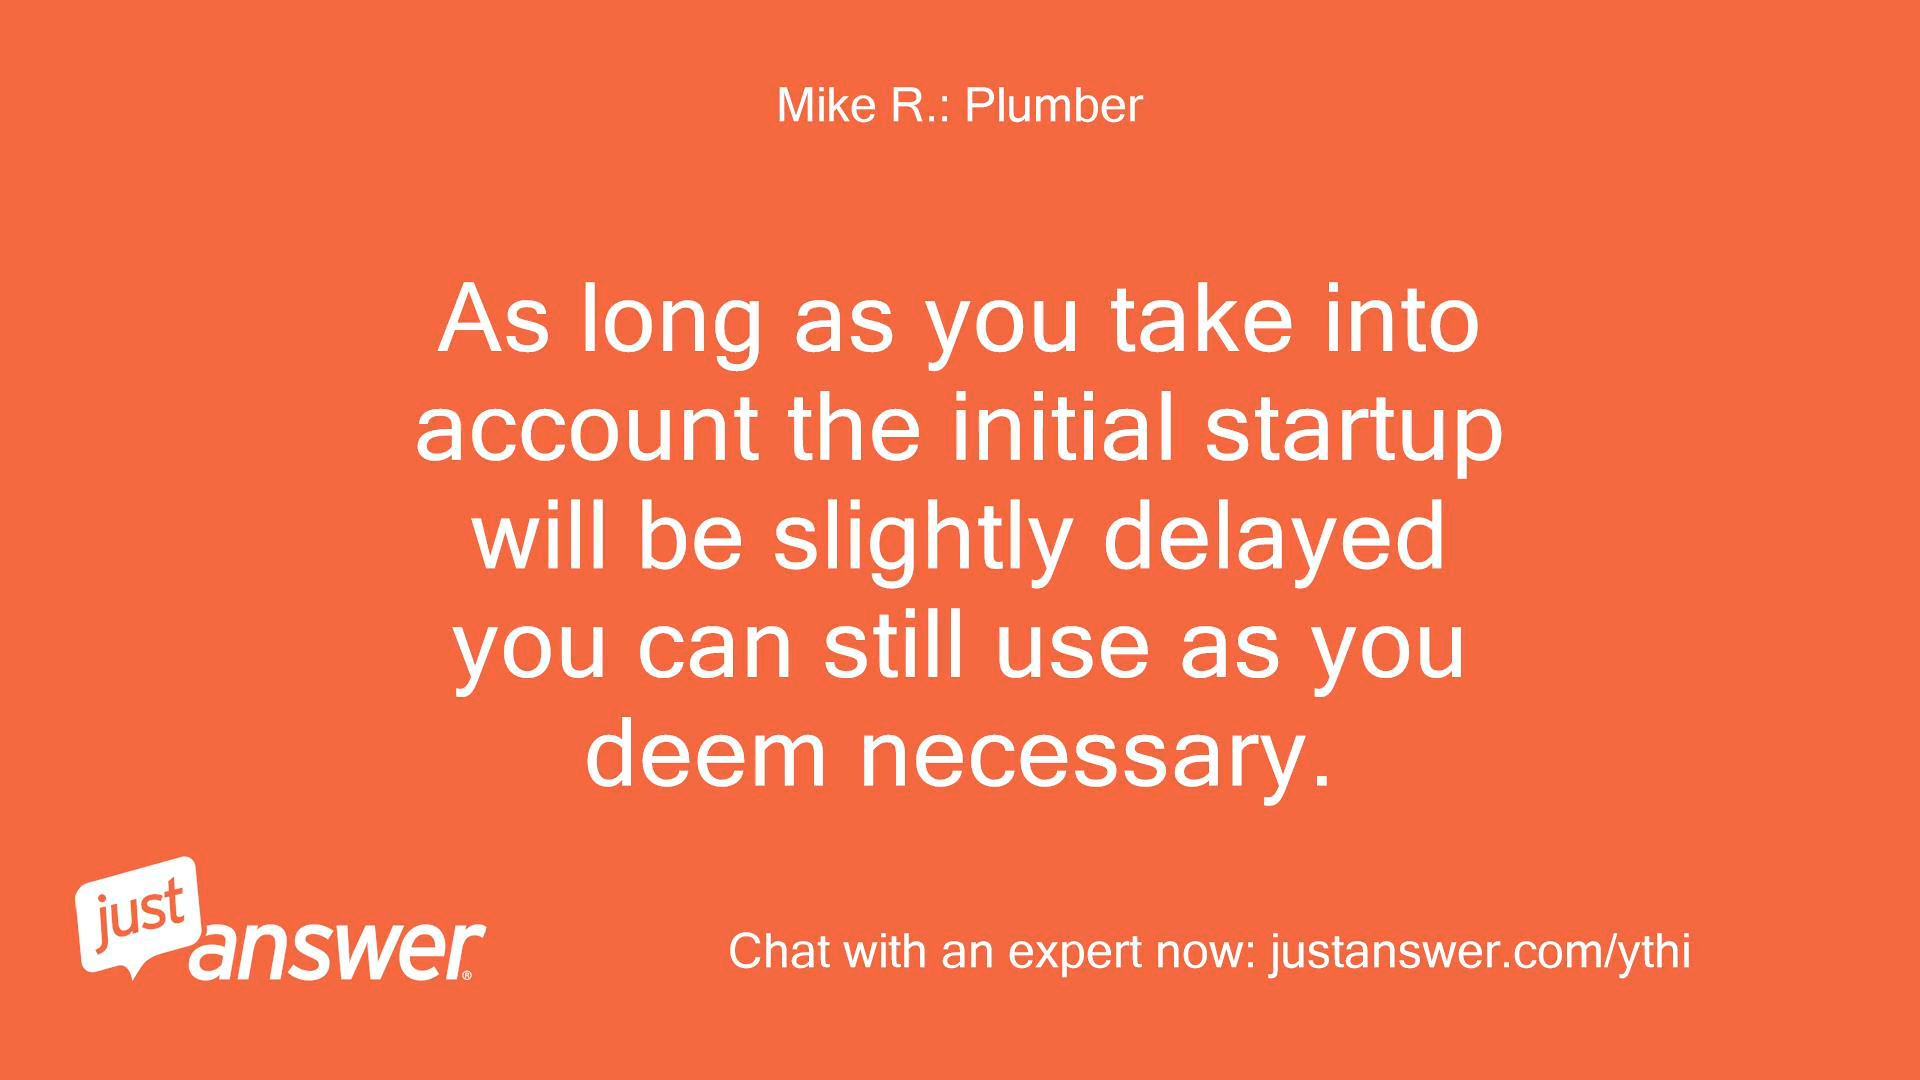 Mike R.: Plumber
As long as you take into
account the initial startup
will be slightly delayed
you can still use as you
deem necessary.
just
answer®
Chat with an expert now: justanswer.com/ythi